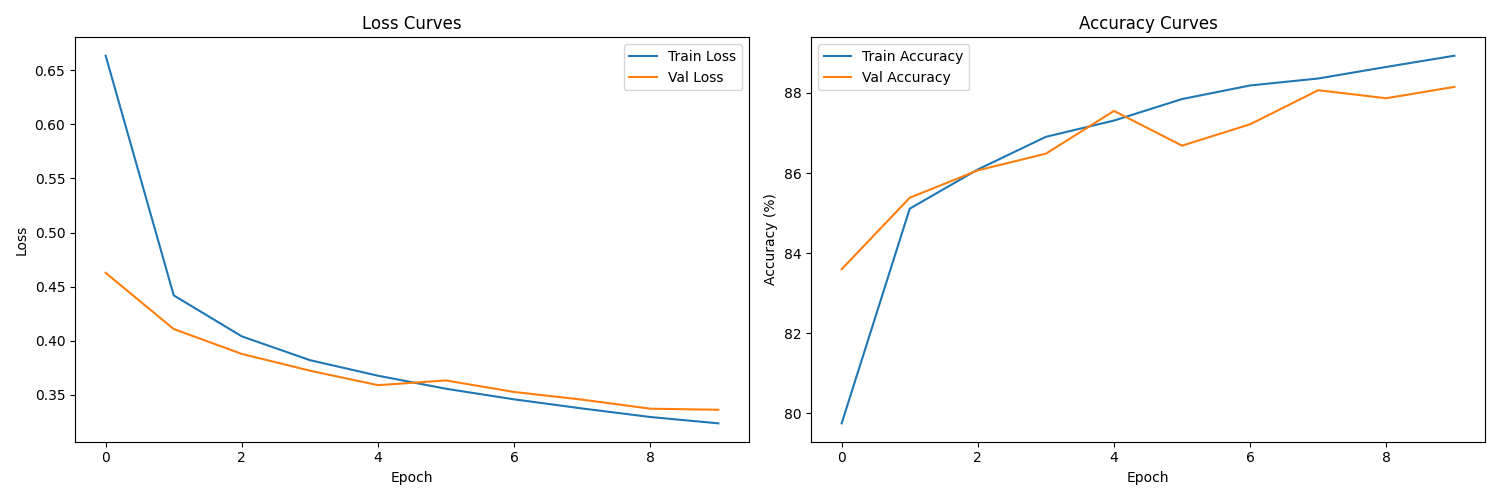 Loss Curves
Train Loss
Val Loss
0.65
0.60
0.55
0.50
0.45
0.40
0.35
Loss
0 2 4 6 8
Epoch
Accuracy Curves
Train Accuracy
Val Accuracy
88
86
84
82
80
Accuracy (%)
0 2 4 6 8
Epoch